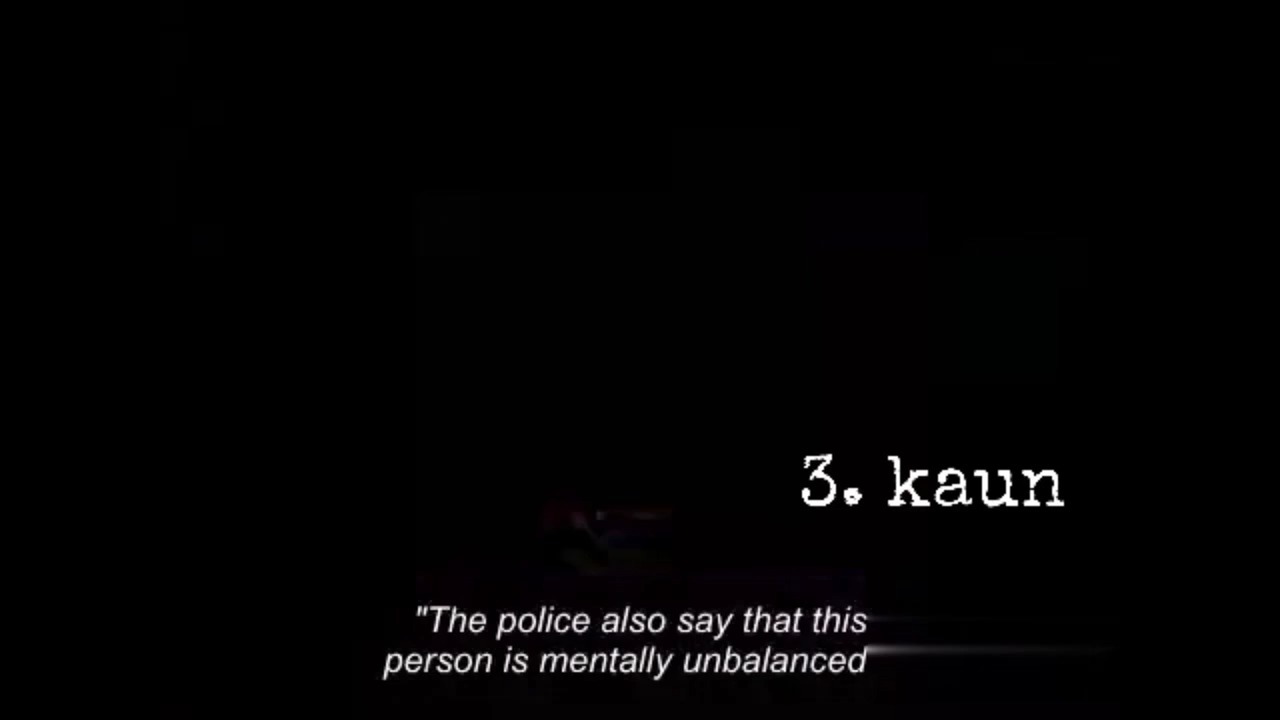 3. kaun
"The police also say that this
person is mentally unbalanced